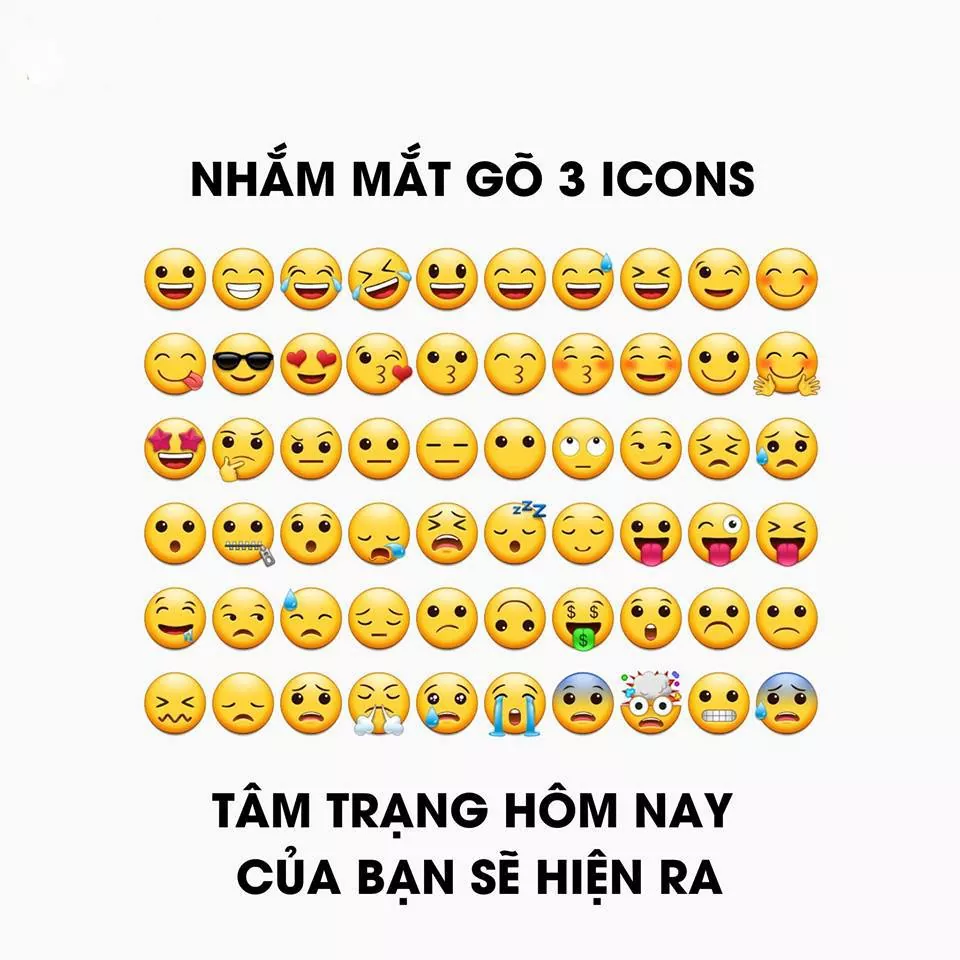 NHẮM MẮT GÕ 3 ICONS
TÂM TRẠNG HÔM NAY
CỦA BẠN SẼ HIỆN RA